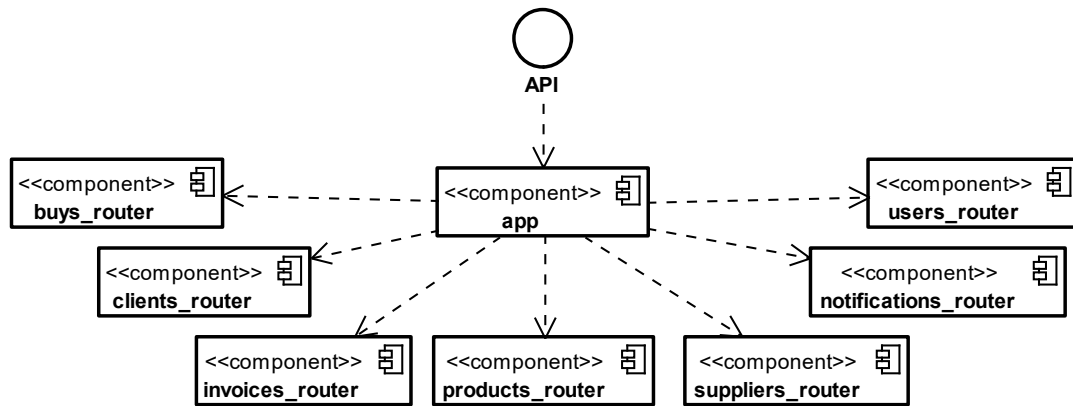 API
<<component>>
buys_router
<<component>>
app
<<component>>
users_router
<<component>>
clients_router
<<component>>
notifications_router
<<component>>
invoices_router
<<component>>
products_router
<<component>>
suppliers_router